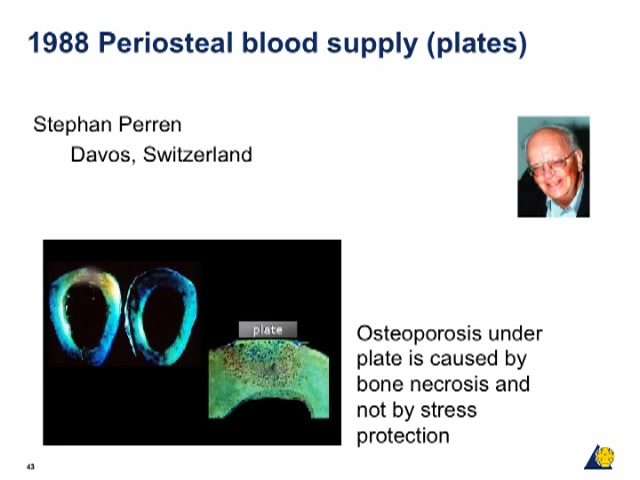 1988 Periosteal blood supply (plates)
Stephan Perren
Davos, Switzerland
plate
Osteoporosis under
plate is caused by
bone necrosis and
not by stress
protection
43